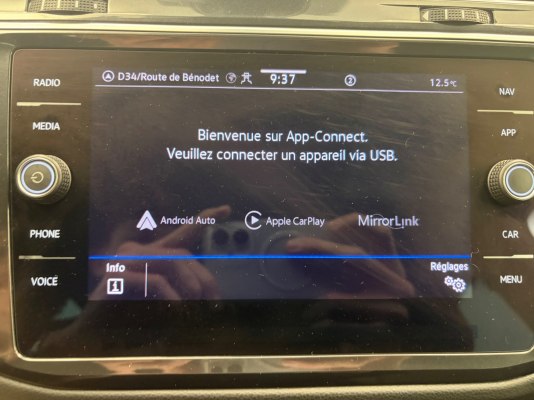 RADIO
MEDIA
PHONE
VOICE
D34/Route de Bénodet
9:37
2
12.5°C
Bienvenue sur App-Connect.
Veuillez connecter un appareil via USB.
Android Auto
Apple CarPlay
MirrorLink
Info
Réglages
NAV
APP
CAR
MENU